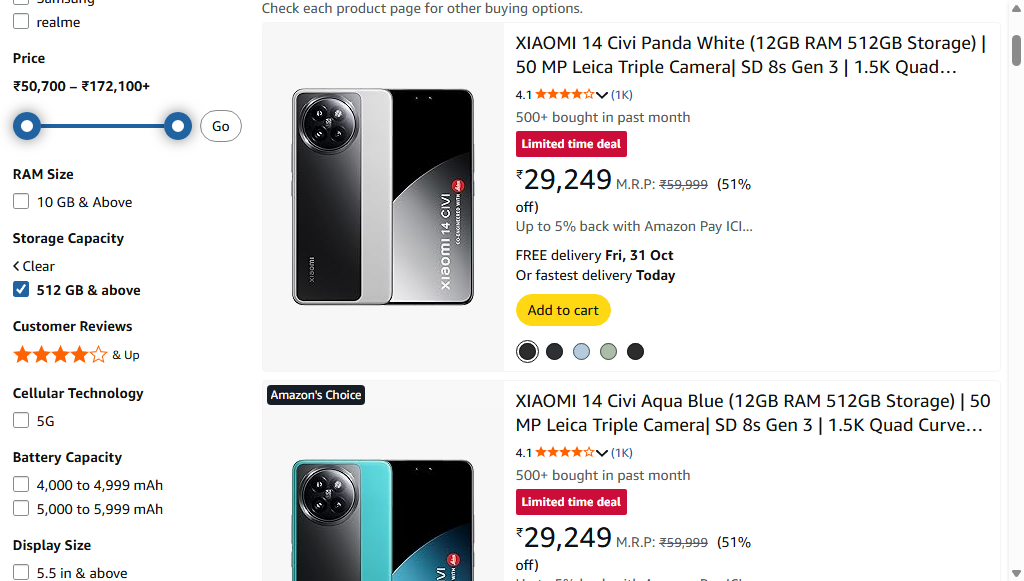 Samsung
realme
Price
₹50,700 – ₹172,100+
Go
RAM Size
10 GB & Above
Storage Capacity
Clear
512 GB & above
Customer Reviews
& Up
Cellular Technology
5G
Battery Capacity
4,000 to 4,999 mAh
5,000 to 5,999 mAh
Display Size
5.5 in & above
Check each product page for other buying options.
XIAOMI
XIAOMI 14 CIVI
CO-ENGINEERED WITH
XIAOMI 14 Civi Panda White (12GB RAM 512GB Storage) |
50 MP Leica Triple Camera| SD 8s Gen 3 | 1.5K Quad…
4.1 (1K)
500+ bought in past month
Limited time deal
₹29,249 M.R.P: ₹59,999 (51%
off)
Up to 5% back with Amazon Pay ICI…
FREE delivery Fri, 31 Oct
Or fastest delivery Today
Add to cart
Amazon's Choice
XIAOMI 14 Civi Aqua Blue (12GB RAM 512GB Storage) | 50
MP Leica Triple Camera| SD 8s Gen 3 | 1.5K Quad Curve…
4.1 (1K)
500+ bought in past month
Limited time deal
₹29,249 M.R.P: ₹59,999 (51%
off)